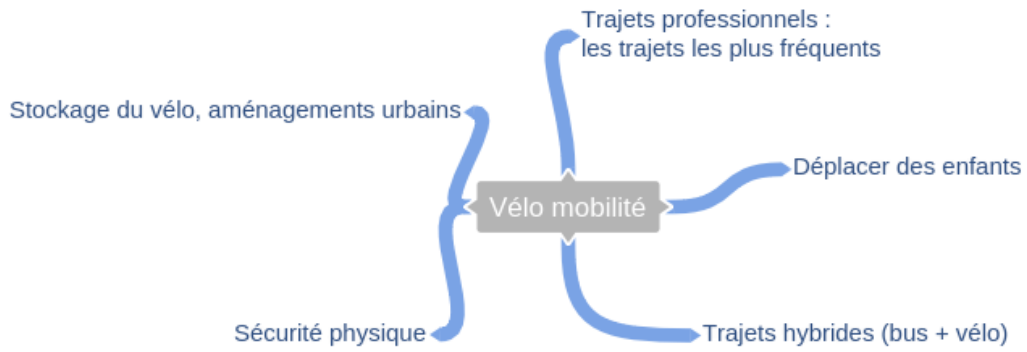 Trajets professionnels :
les trajets les plus fréquents
Stockage du vélo, aménagements urbains
Déplacer des enfants
Vélo mobilité
Sécurité physique
Trajets hybrides (bus + vélo)